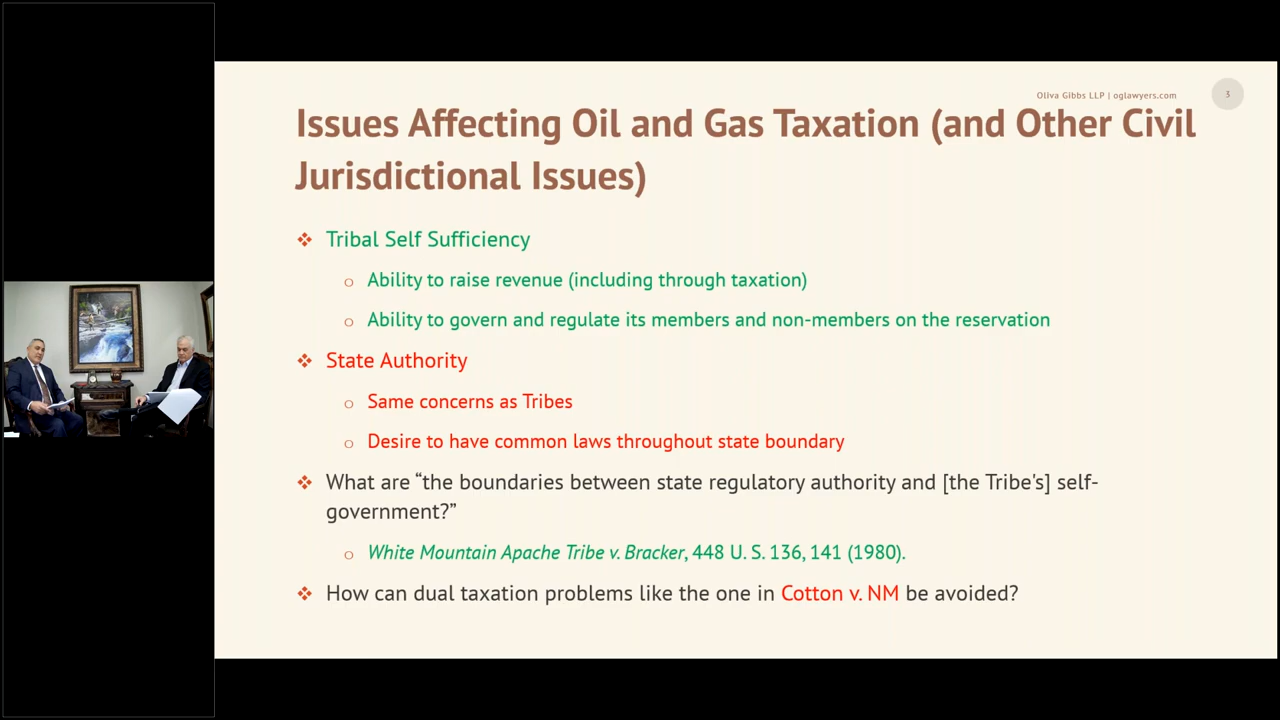 Oliva Gibbs LLP | oglawyers.com
3
Issues Affecting Oil and Gas Taxation (and Other Civil
Jurisdictional Issues)
Tribal Self Sufficiency
Ability to raise revenue (including through taxation)
Ability to govern and regulate its members and non-members on the reservation
State Authority
Same concerns as Tribes
Desire to have common laws throughout state boundary
What are “the boundaries between state regulatory authority and [the Tribe's] self-
government?”
White Mountain Apache Tribe v. Bracker, 448 U. S. 136, 141 (1980).
How can dual taxation problems like the one in Cotton v. NM be avoided?